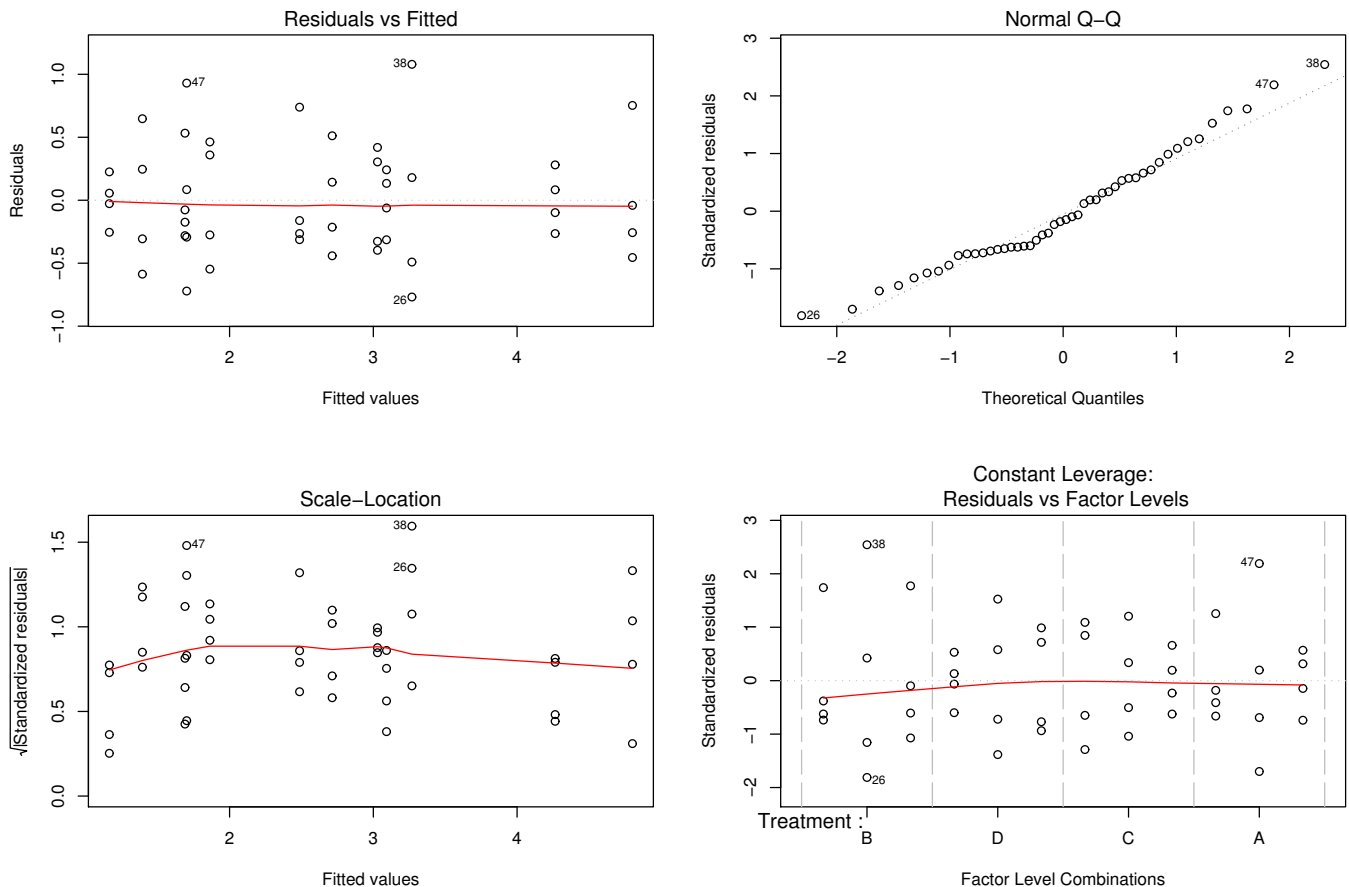 Residuals vs Fitted
1.0
0.5
0.0
−0.5
−1.0
Residuals
47
38
26
2
3
4
Fitted values
Normal Q−Q
3
2
1
0
−1
Standardized residuals
38
47
26
−2
−1
0
1
2
Theoretical Quantiles
Scale−Location
1.5
1.0
0.5
0.0
√|Standardized residuals|
47
38
26
2
3
4
Fitted values
Constant Leverage:
Residuals vs Factor Levels
3
2
1
0
−1
−2
Standardized residuals
38
47
26
Treatment :
B
D
C
A
Factor Level Combinations